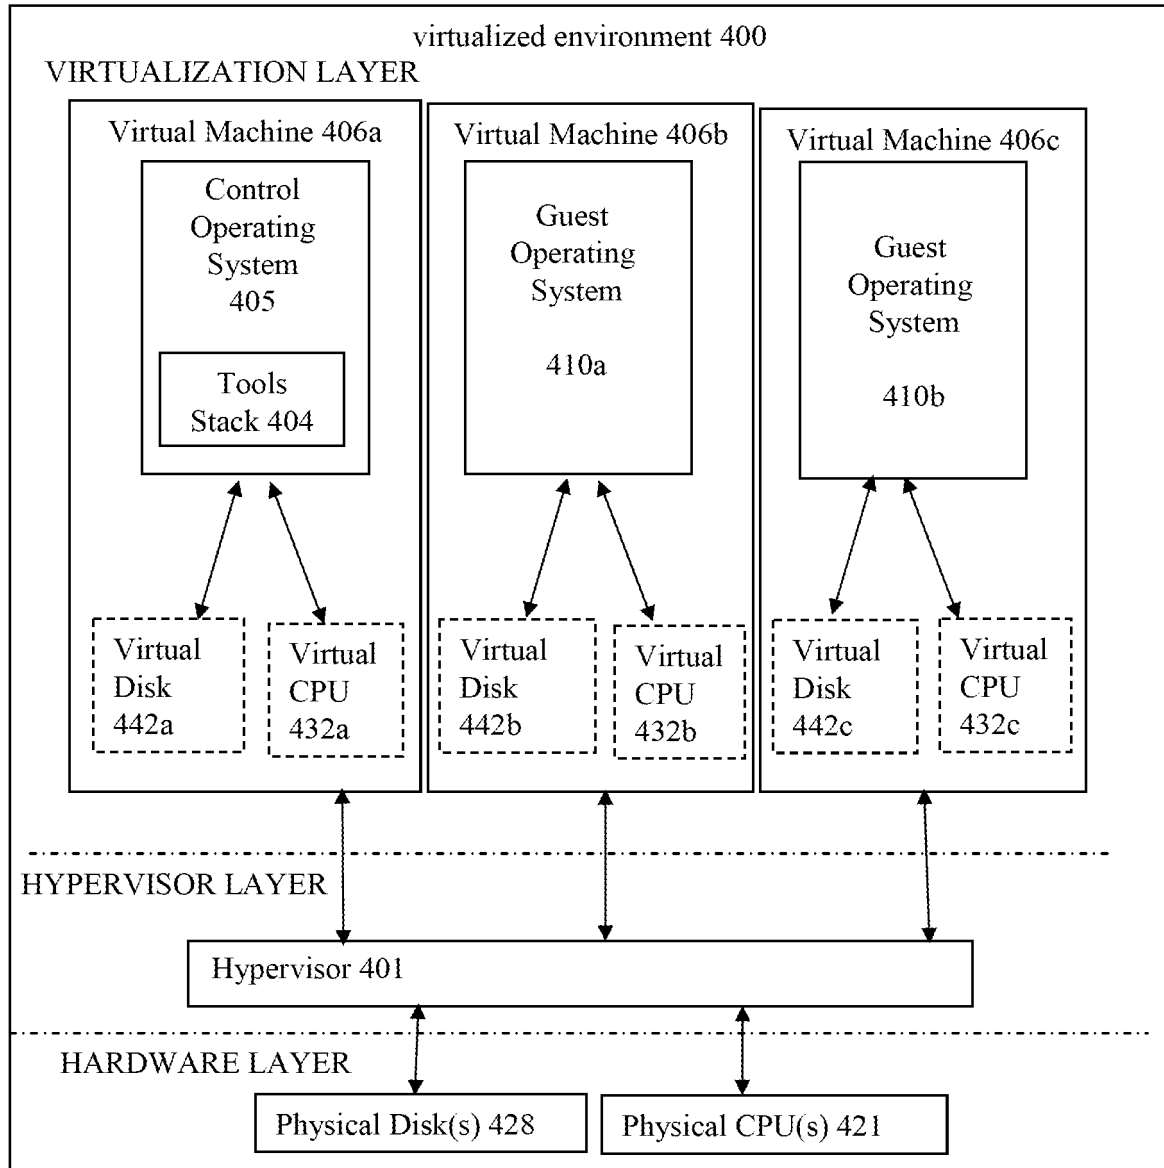 virtualized environment 400
VIRTUALIZATION LAYER
Virtual Machine 406a
Control
Operating
System
405
Tools
Stack 404
Virtual
Disk
442a
Virtual
CPU
432a
Virtual Machine 406b
Guest
Operating
System
410a
Virtual
Disk
442b
Virtual
CPU
432b
Virtual Machine 406c
Guest
Operating
System
410b
Virtual
Disk
442c
Virtual
CPU
432c
HYPERVISOR LAYER
Hypervisor 401
HARDWARE LAYER
Physical Disk(s) 428
Physical CPU(s) 421